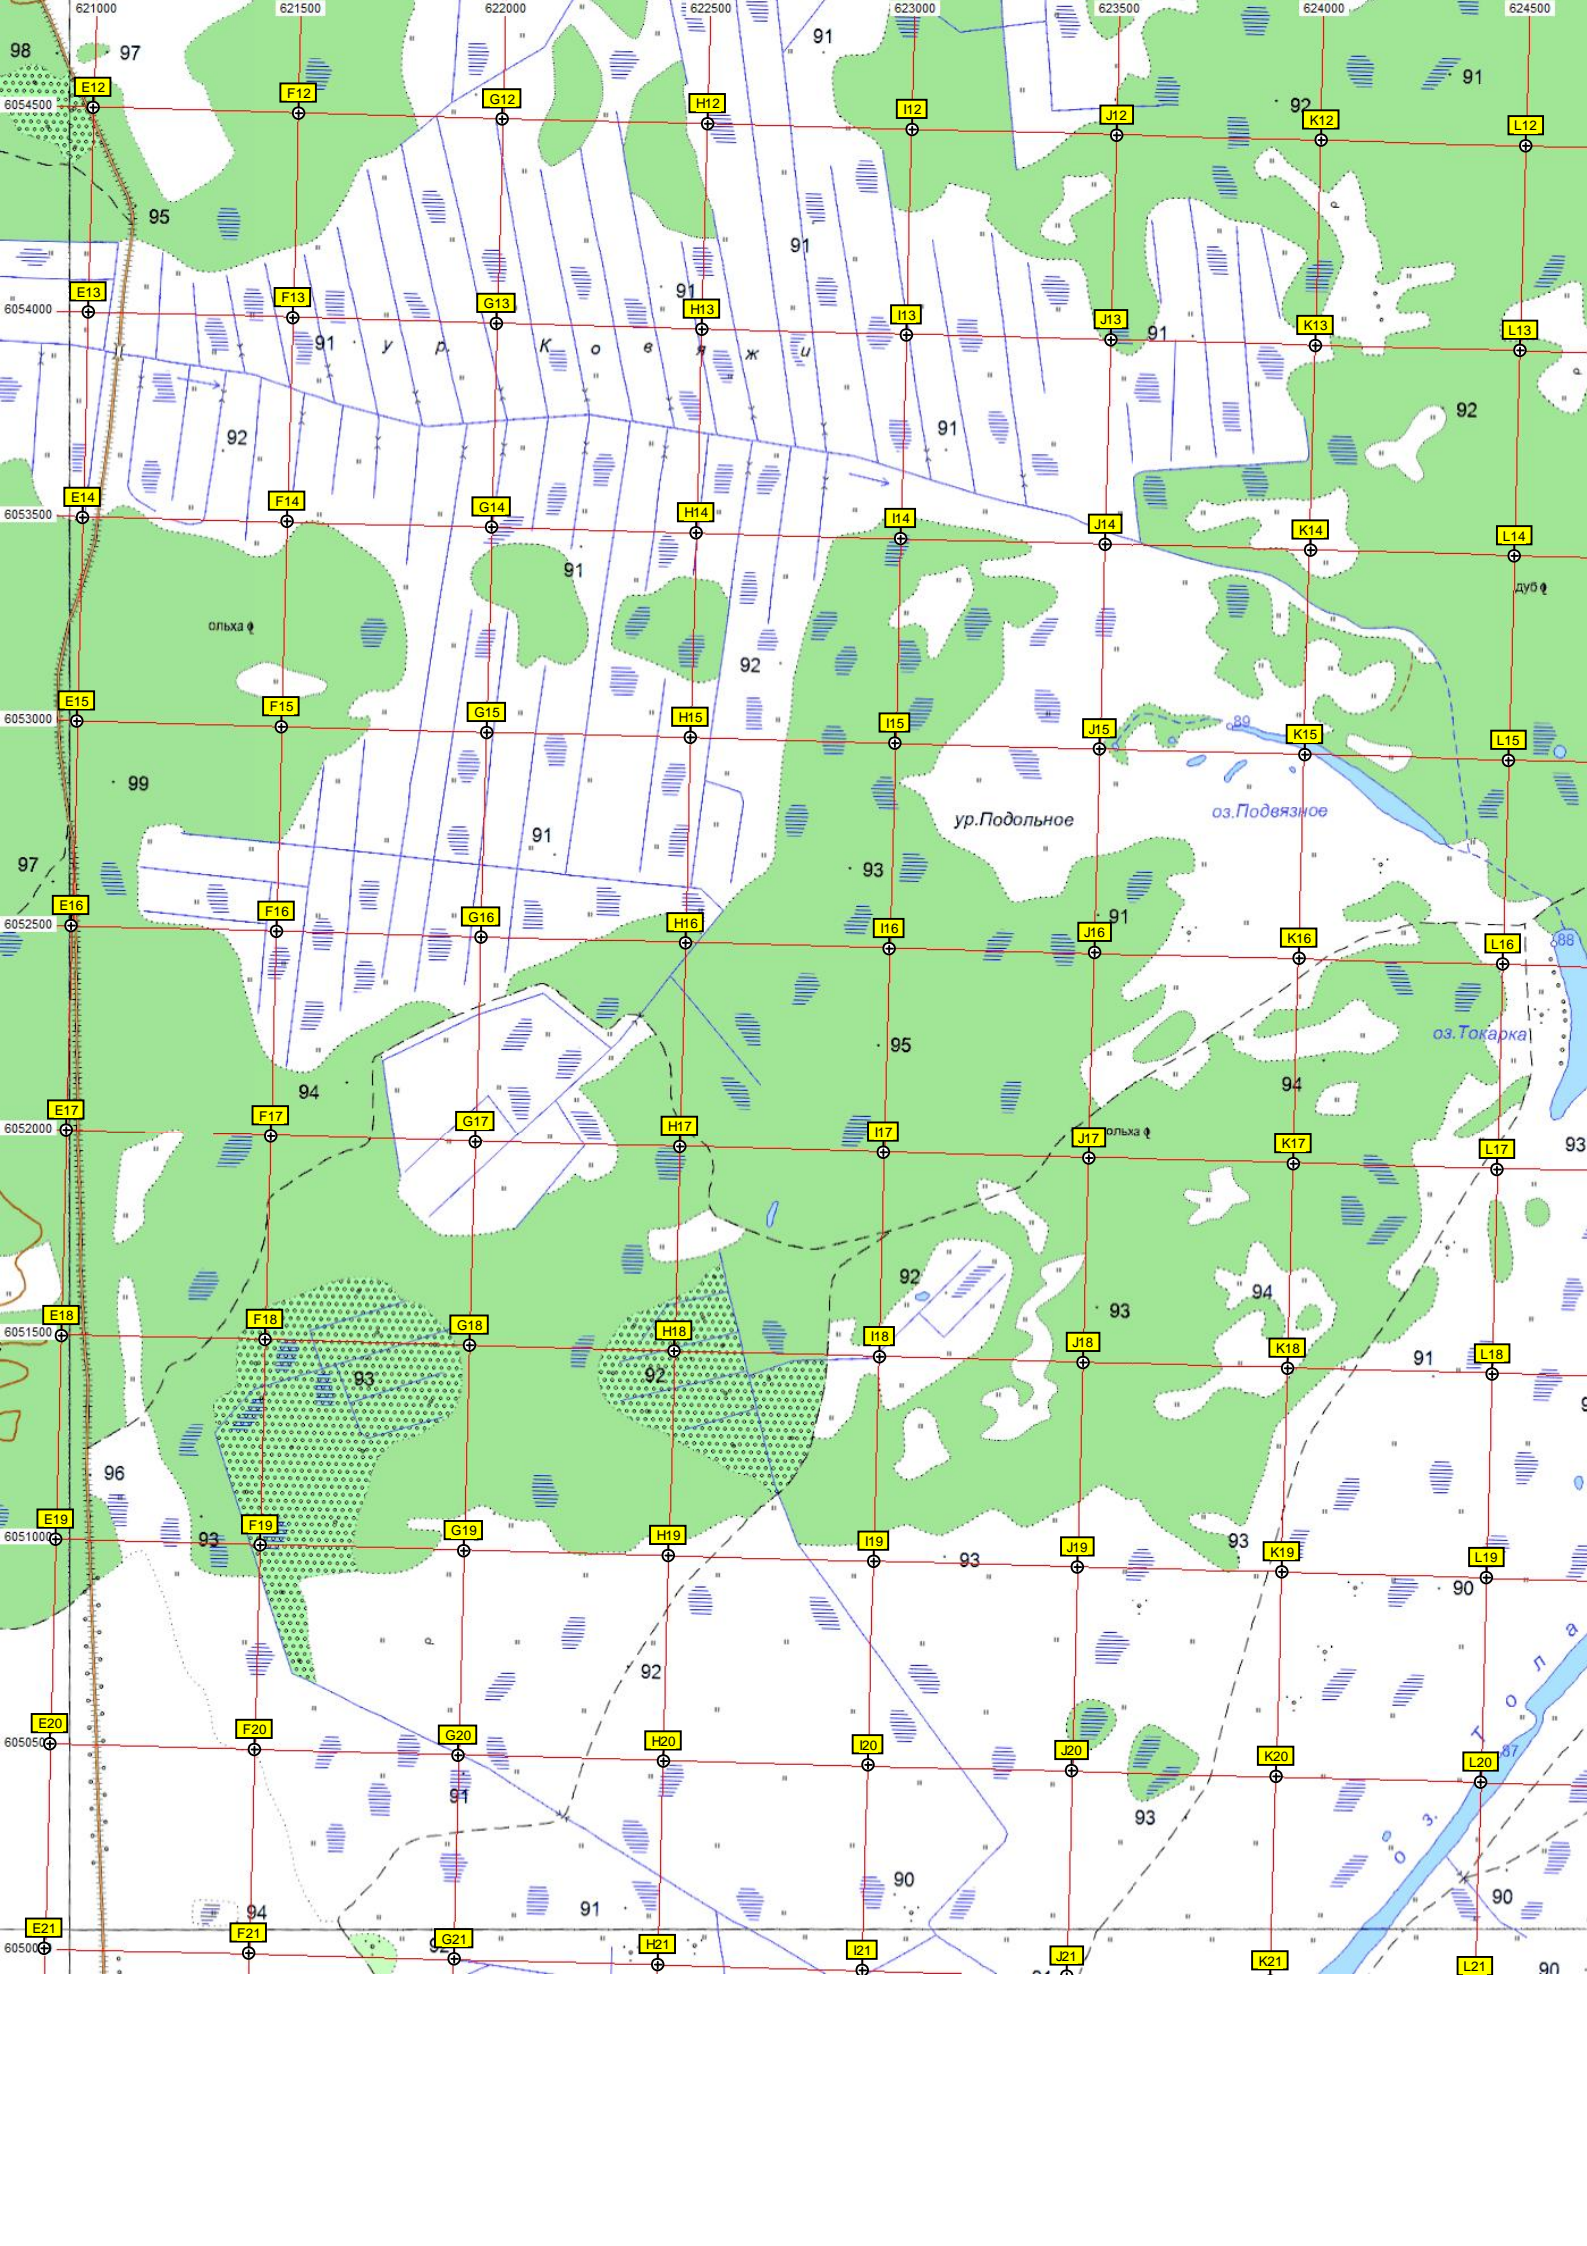 621000 621500 622000 622500 623000 623500 624000 624500
98 97 91 91
6054500 E12 F12 G12 H12 I12 J12 92 K12 L12
95 91
91
6054000 E13 F13 G13 H13 I13 J13 91 K13 L13
91 ур. Ковяжи
92 91 92
6053500 E14 F14 G14 H14 I14 J14 K14 L14
91 дуб
ольха
92
6053000 E15 F15 G15 H15 I15 J15 89 K15 L15
99
91 ур.Подольное оз.Подвязное
97 93
E16 F16 G16 H16 I16 91 J16 K16 L16 88
6052500
95 оз.Токарка
94 94
6052000 E17 F17 G17 H17 I17 J17 ольха K17 L17 93
92 94
93
6051500 E18 F18 G18 H18 I18 J18 K18 91 L18
93 92
96
6051000 E19 93 F19 G19 H19 I19 93 J19 93 K19 L19
90
92
E20 F20 G20 H20 I20 J20 K20 L20 87
91 93 оз. Тола
94 91 90 90
E21 F21 G21 H21 I21 J21 K21 L21
90